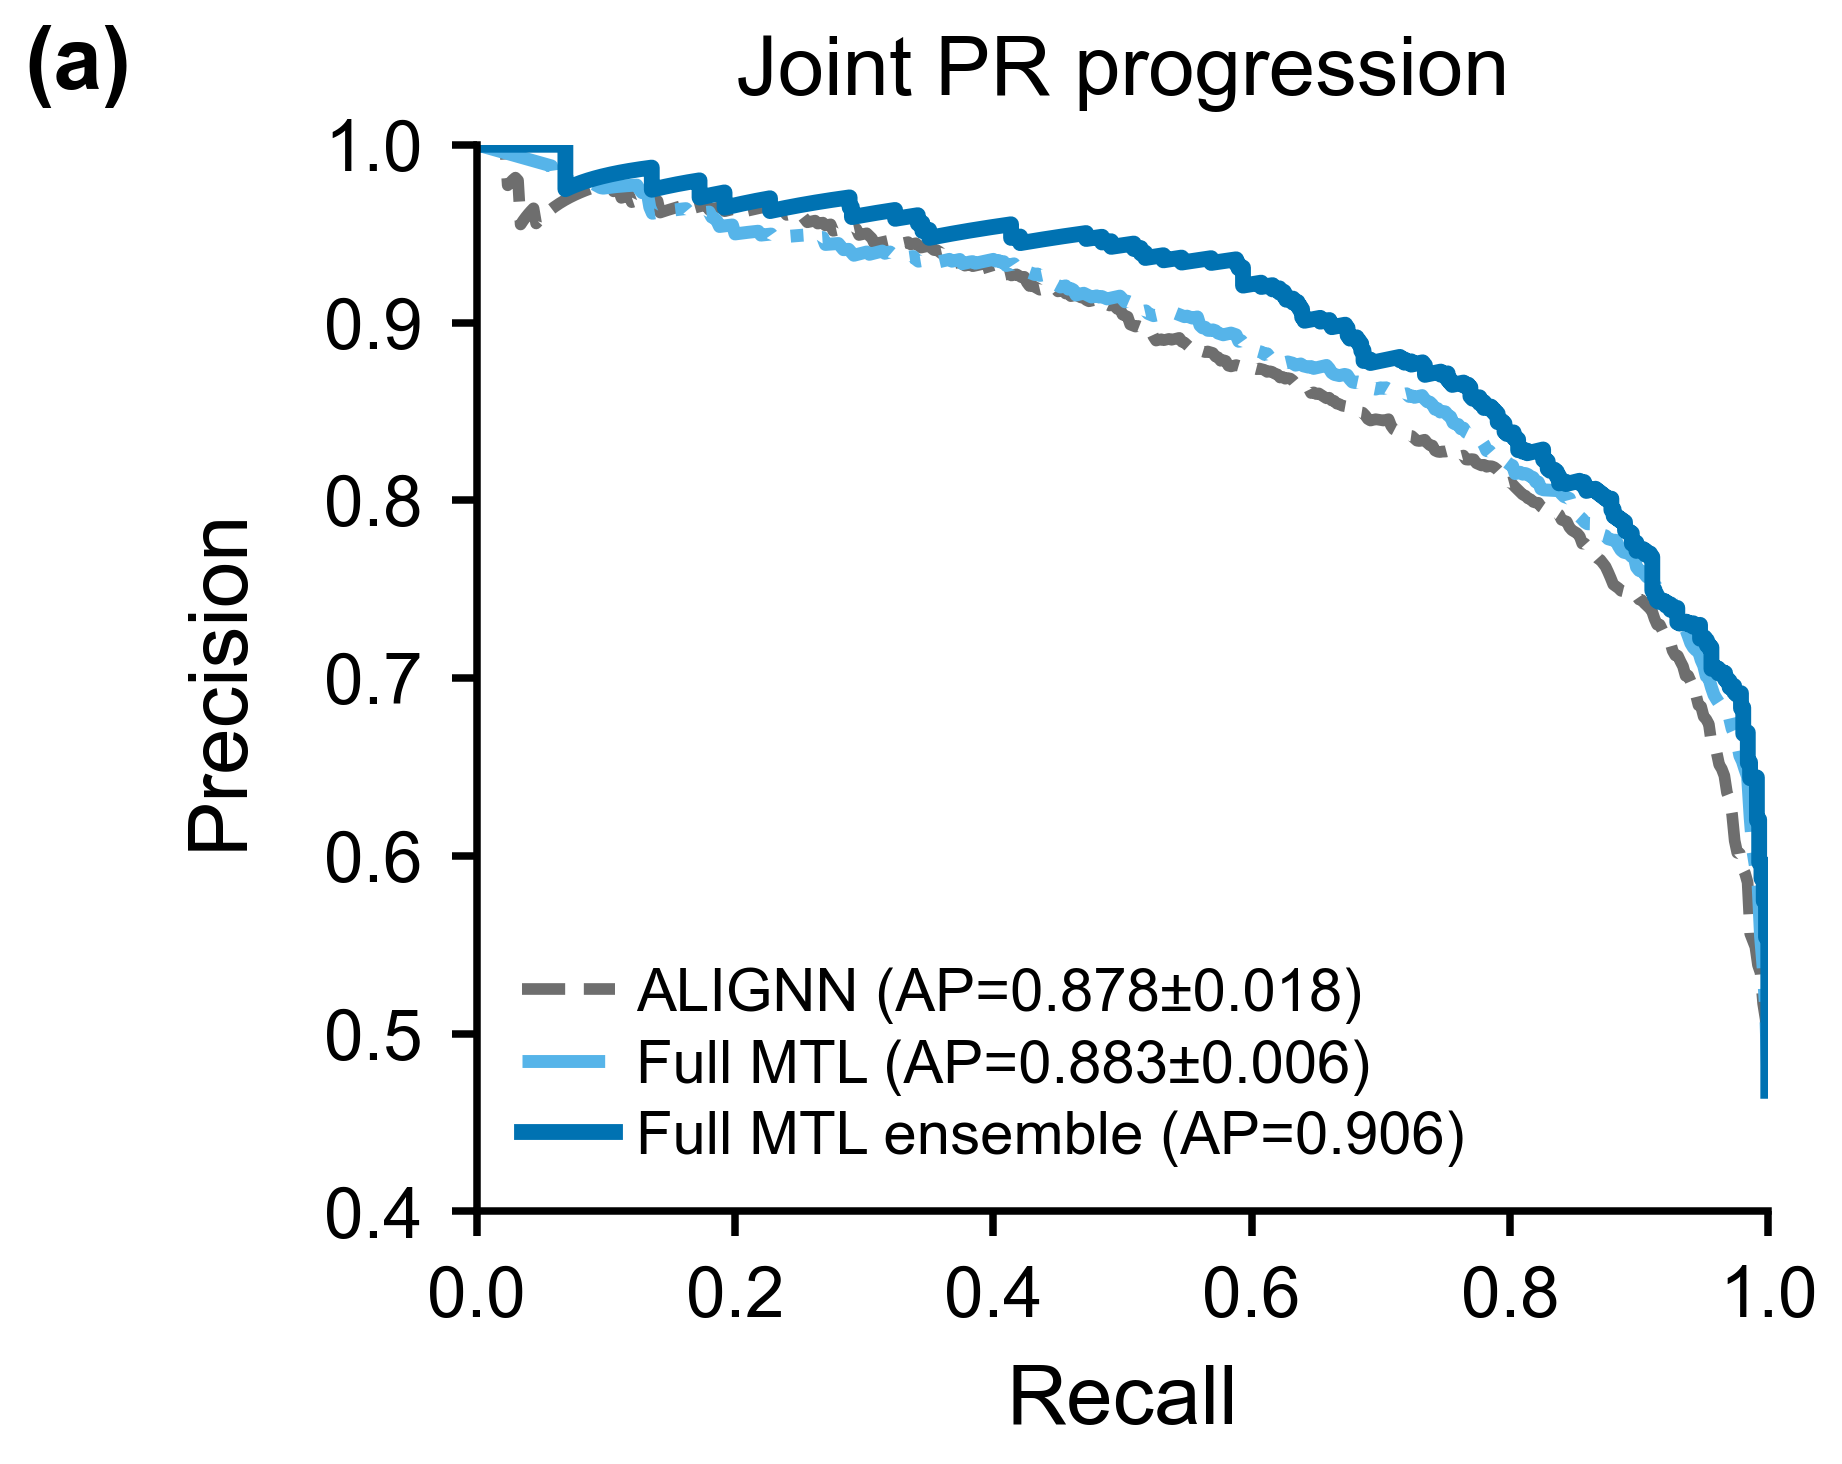 (a)
Joint PR progression
1.0
0.9
0.8
0.7
0.6
0.5
0.4
Precision
ALIGNN (AP=0.878±0.018)
Full MTL (AP=0.883±0.006)
Full MTL ensemble (AP=0.906)
0.0 0.2 0.4 0.6 0.8 1.0
Recall